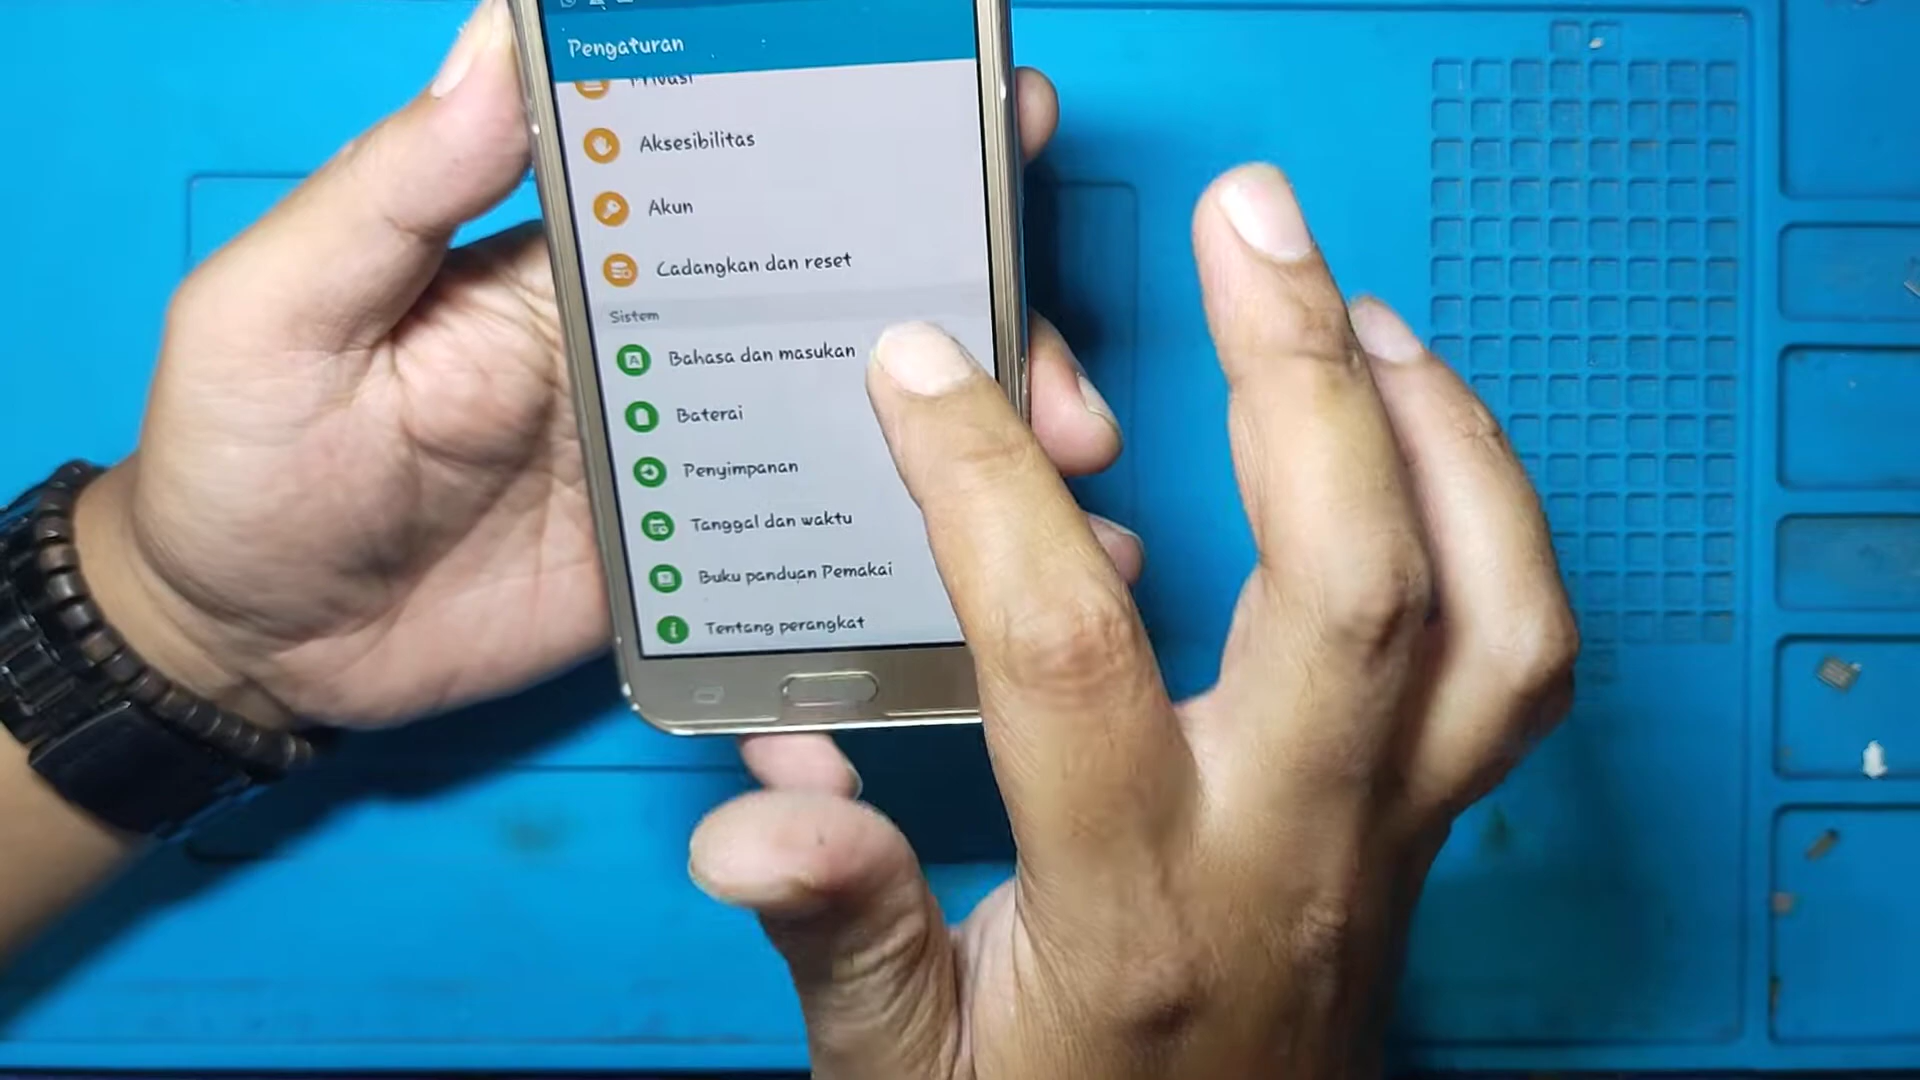 Pengaturan
Privasi
Aksesibilitas
Akun
Cadangkan dan reset
Sistem
Bahasa dan masukan
Baterai
Penyimpanan
Tanggal dan waktu
Buku panduan Pemakai
Tentang perangkat